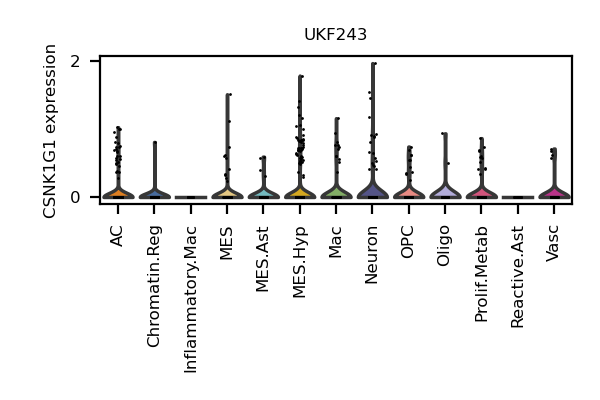 UKF243
CSNK1G1 expression
2
0
AC
Chromatin.Reg
Inflammatory.Mac
MES
MES.Ast
MES.Hyp
Mac
Neuron
OPC
Oligo
Prolif.Metab
Reactive.Ast
Vasc